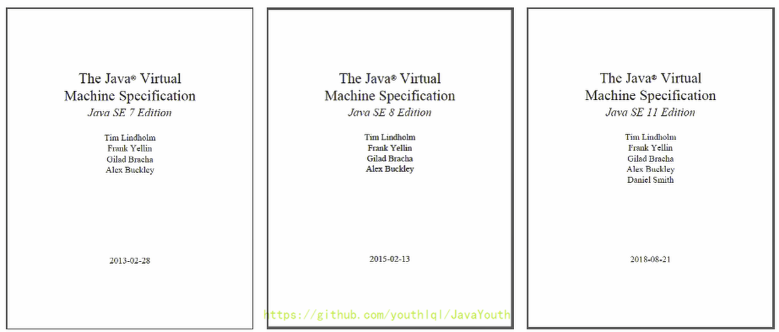 The Java® Virtual
Machine Specification
Java SE 7 Edition
Tim Lindholm
Frank Yellin
Gilad Bracha
Alex Buckley
2013-02-28
The Java® Virtual
Machine Specification
Java SE 8 Edition
Tim Lindholm
Frank Yellin
Gilad Bracha
Alex Buckley
2015-02-13
The Java® Virtual
Machine Specification
Java SE 11 Edition
Tim Lindholm
Frank Yellin
Gilad Bracha
Alex Buckley
Daniel Smith
2018-08-21
https://github.com/youthlql/JavaYouth